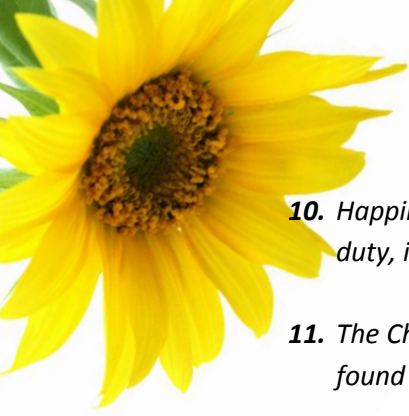 10. Happi
duty, i
11. The Ch
found